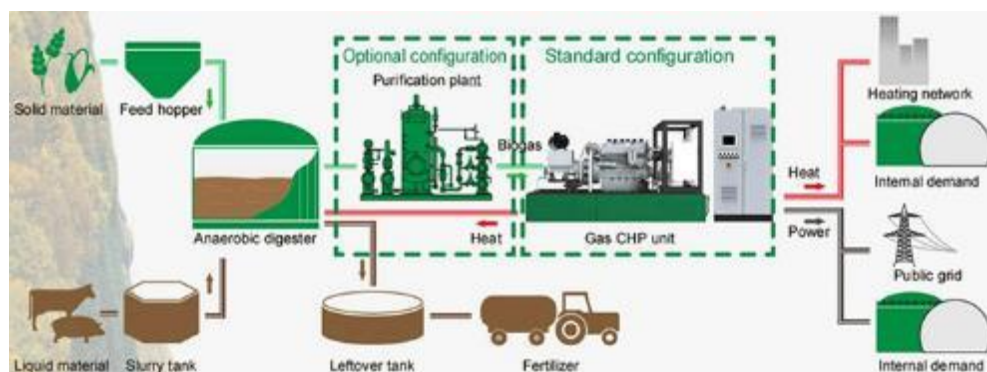 Optional configuration
Standard configuration
Purification plant
Solid material
Feed hopper
Heating network
Biogas
Heat
Internal demand
Anaerobic digester
Heat
Gas CHP unit
Power
Public grid
Liquid material
Slurry tank
Leftover tank
Fertilizer
Internal demand